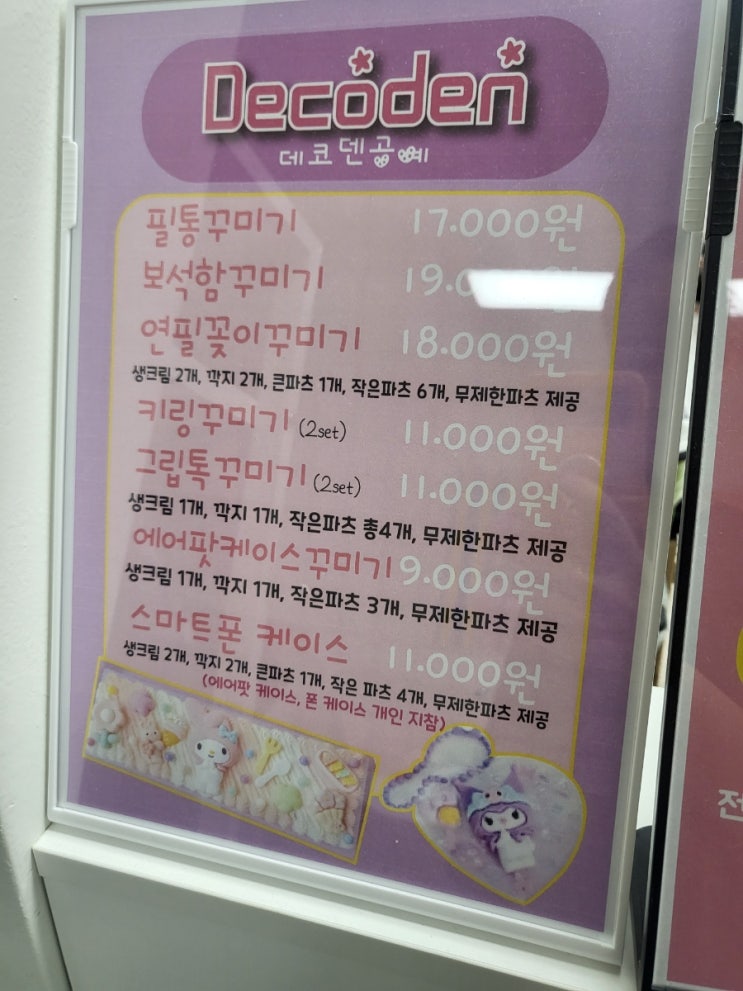 Decoden
데코덴공예
필통꾸미기 17.000원
보석함꾸미기 19.0
연필꽂이꾸미기 18.000원
생크림 2개, 깍지 2개, 큰파츠 1개, 작은파츠 6개, 무제한파츠 제공
키링꾸미기 (2set) 11.000원
그립톡꾸미기 (2set) 11.000원
생크림 1개, 깍지 1개, 작은파츠 총4개, 무제한파츠 제공
에어팟케이스꾸미기 9.000원
생크림 1개, 깍지 1개, 작은파츠 3개, 무제한파츠 제공
스마트폰 케이스 11.000원
생크림 2개, 깍지 2개, 큰파츠 1개, 작은 파츠 4개, 무제한파츠 제공
(에어팟 케이스, 폰 케이스 개인 지참)
전